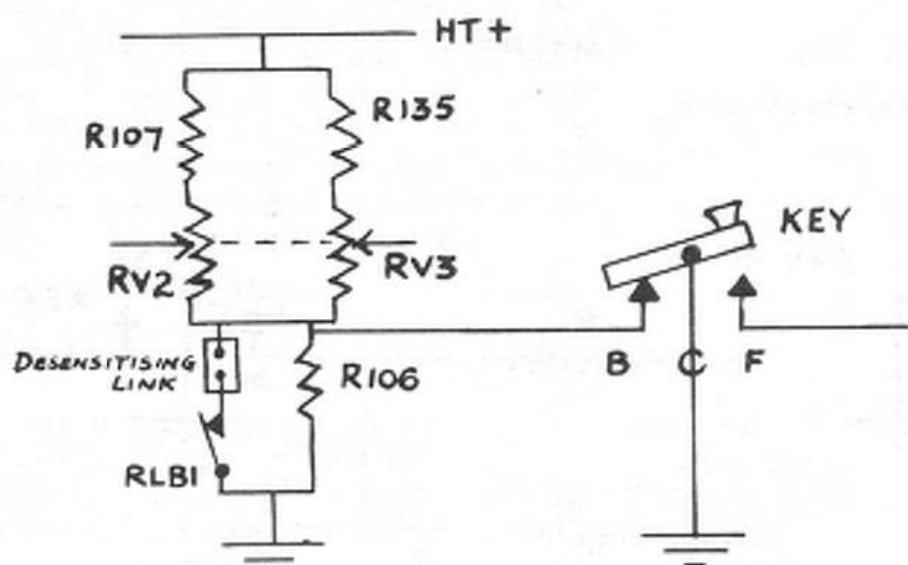 HT+
R107
R135
RV2
RV3
KEY
DESENSITISING
LINK
R106
B C F
RLB1